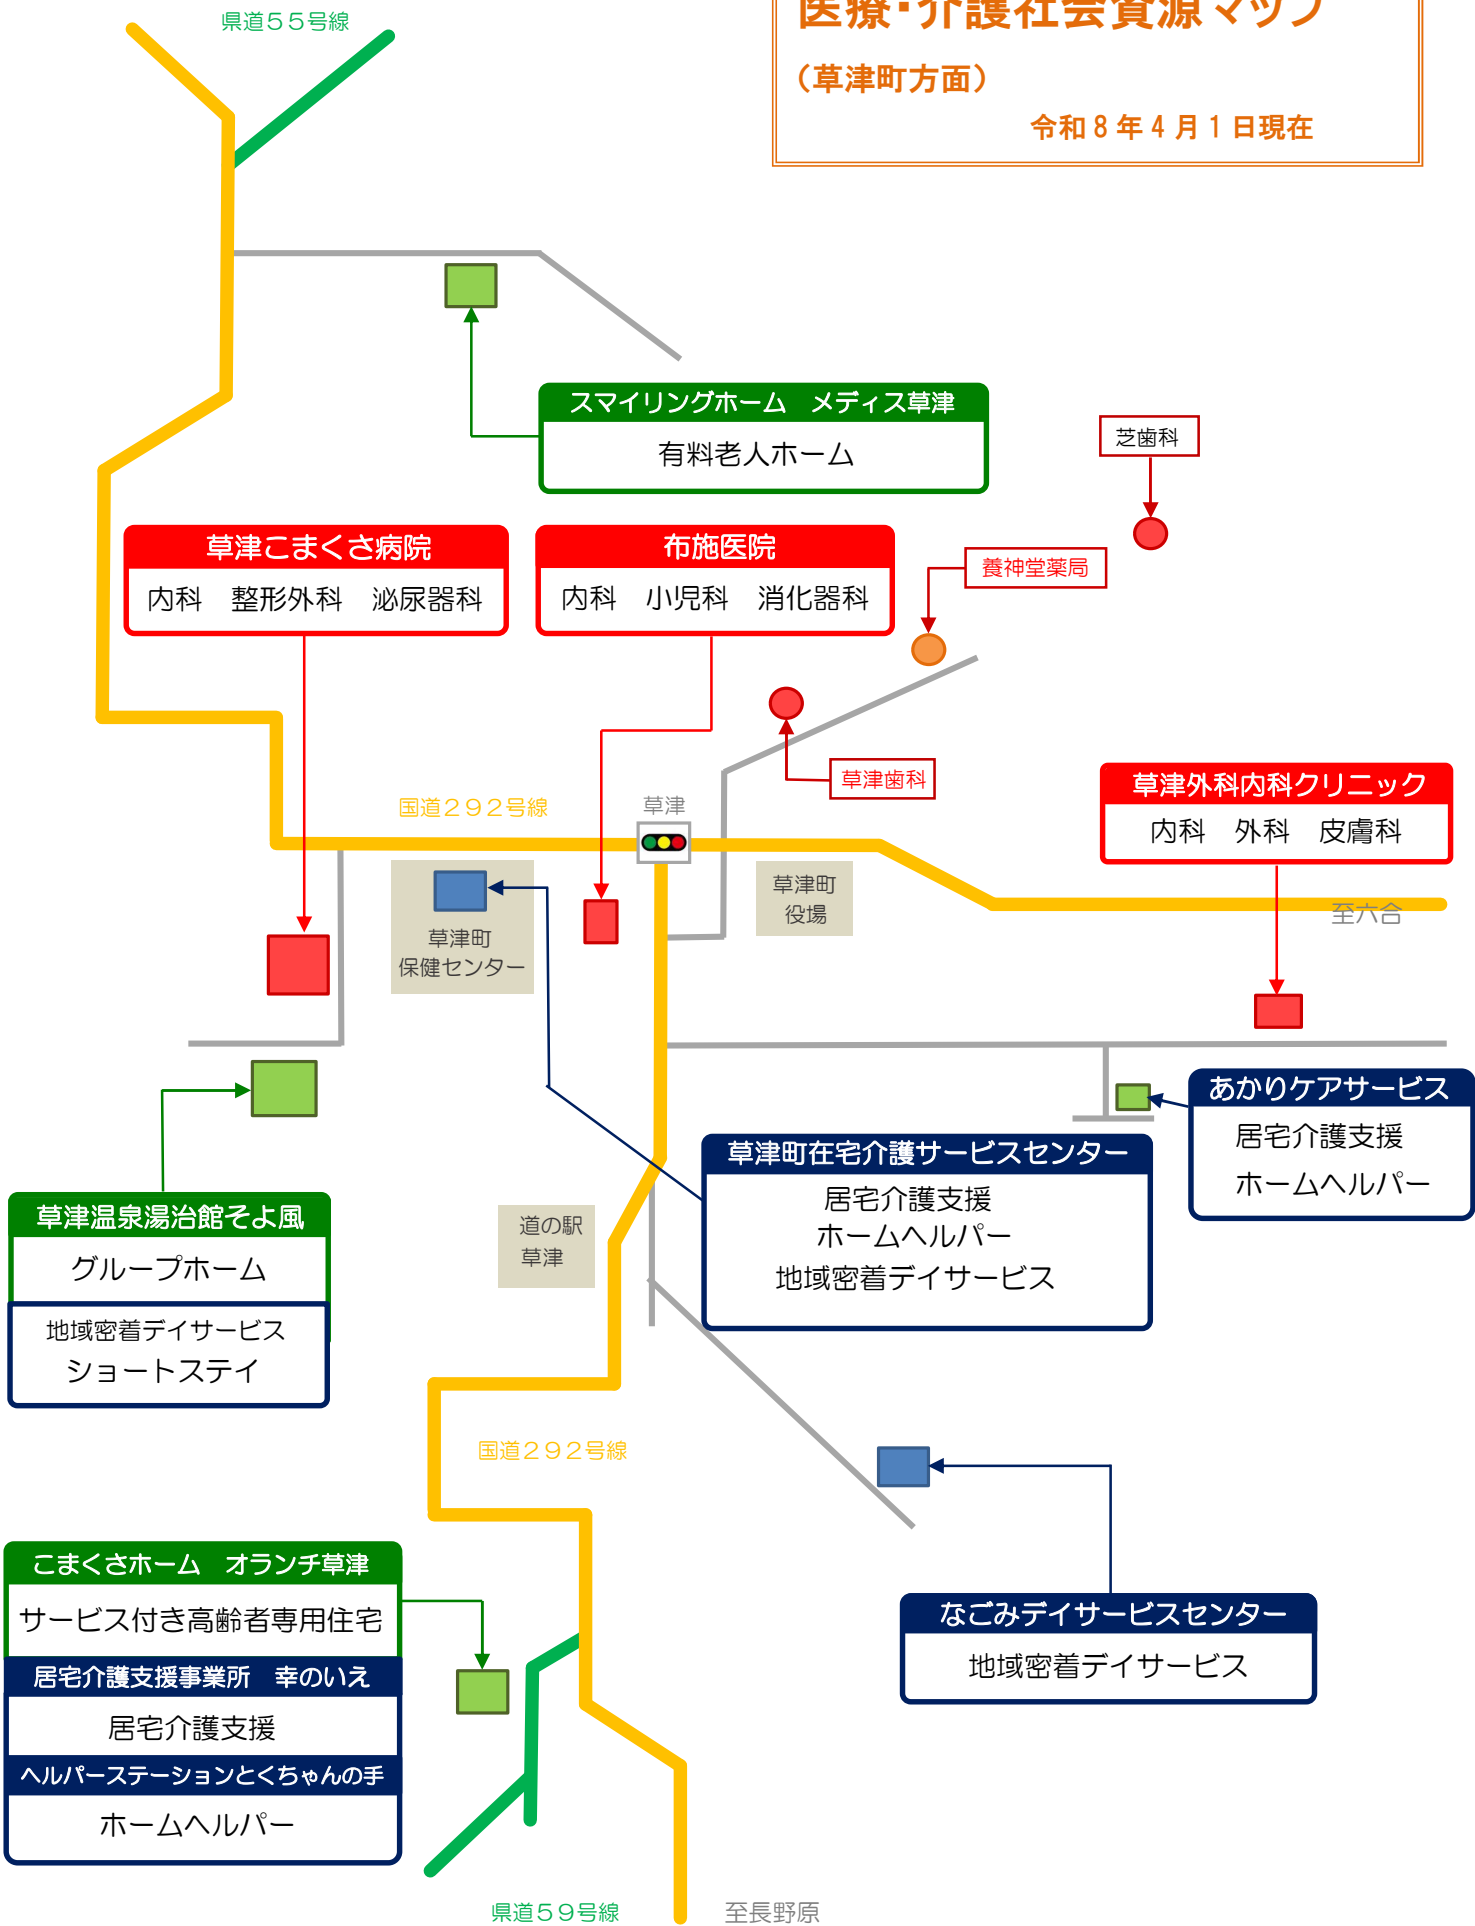 県道５５号線
医療・介護社会資源マップ
（草津町方面）
令和８年４月１日現在
スマイリングホーム　メディス草津
有料老人ホーム
芝歯科
草津こまくさ病院
内科　整形外科　泌尿器科
布施医院
内科　小児科　消化器科
養神堂薬局
草津歯科
草津外科内科クリニック
内科　外科　皮膚科
国道２９２号線
草津
草津町
役場
至六合
草津町
保健センター
あかりケアサービス
居宅介護支援
ホームヘルパー
草津町在宅介護サービスセンター
居宅介護支援
ホームヘルパー
地域密着デイサービス
草津温泉湯治館そよ風
グループホーム
地域密着デイサービス
ショートステイ
道の駅
草津
国道２９２号線
こまくさホーム　オランチ草津
サービス付き高齢者専用住宅
居宅介護支援事業所　幸のいえ
居宅介護支援
ヘルパーステーションとくちゃんの手
ホームヘルパー
なごみデイサービスセンター
地域密着デイサービス
県道５９号線
至長野原